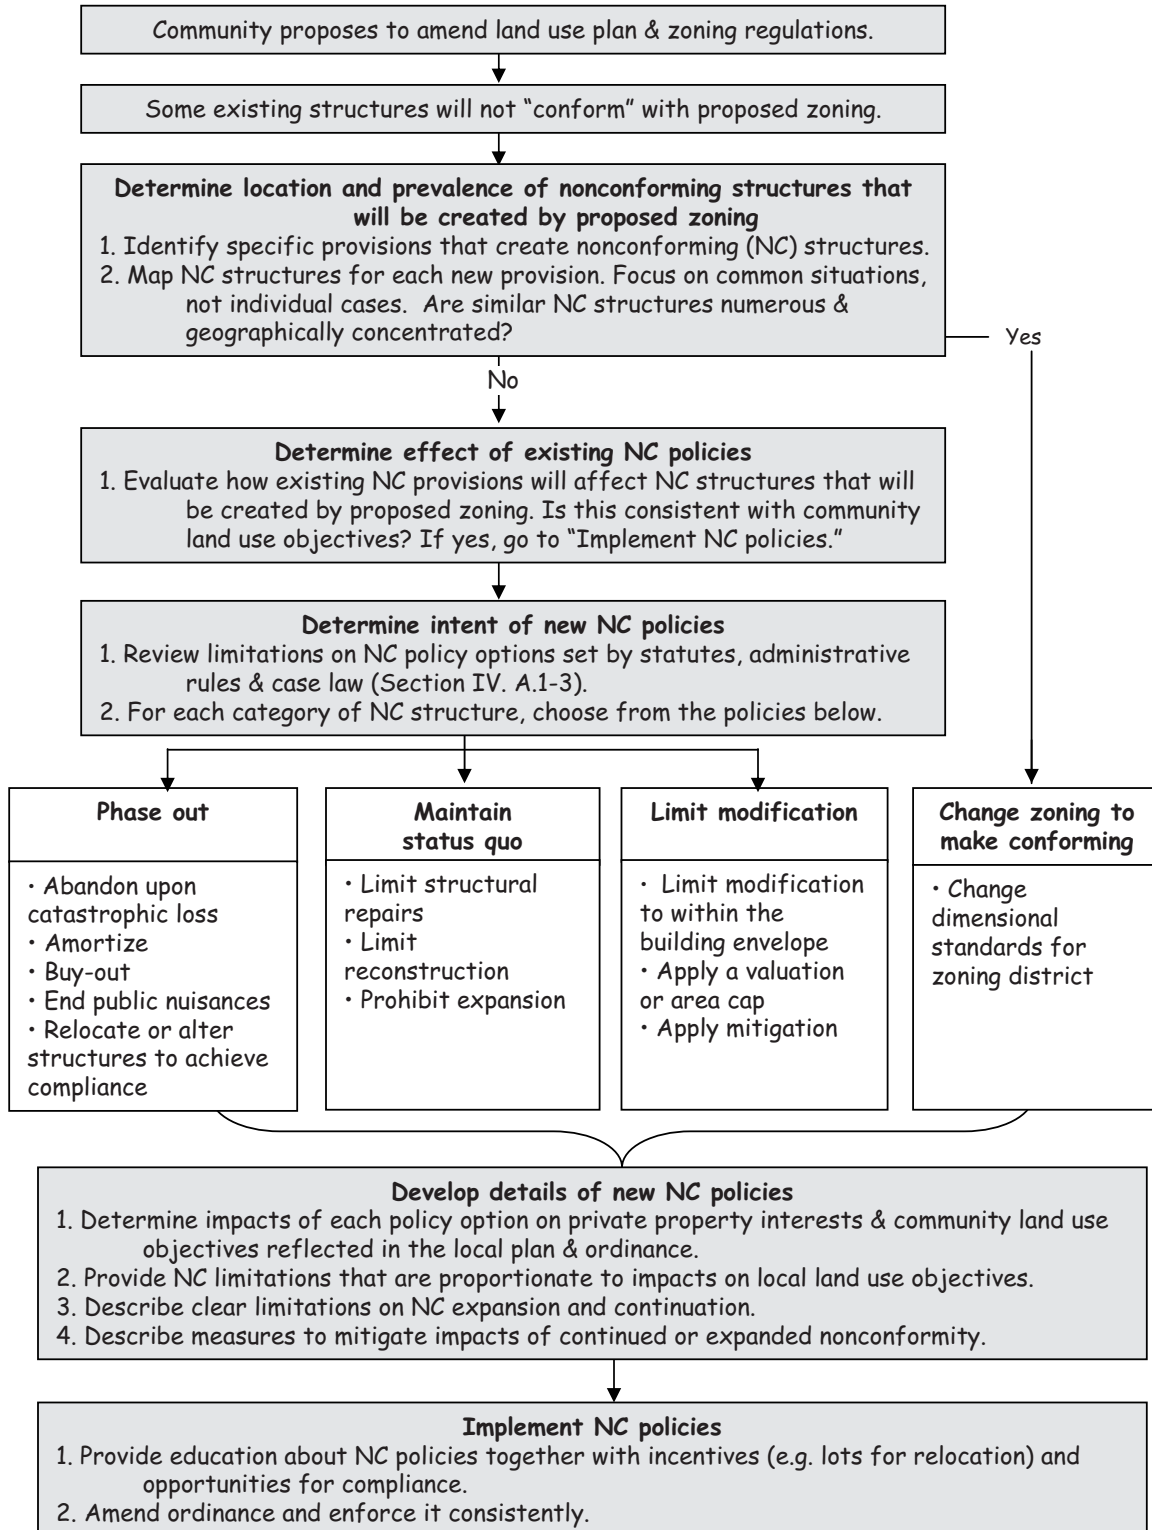 Community proposes to amend land use plan & zoning regulations.
Some existing structures will not “conform” with proposed zoning.
Determine location and prevalence of nonconforming structures that
will be created by proposed zoning
1. Identify specific provisions that create nonconforming (NC) structures.
2. Map NC structures for each new provision. Focus on common situations,
not individual cases.  Are similar NC structures numerous &
geographically concentrated?
Yes
No
Determine effect of existing NC policies
1. Evaluate how existing NC provisions will affect NC structures that will
be created by proposed zoning. Is this consistent with community
land use objectives? If yes, go to “Implement NC policies.”
Determine intent of new NC policies
1. Review limitations on NC policy options set by statutes, administrative
rules & case law (Section IV. A.1-3).
2. For each category of NC structure, choose from the policies below.
Phase out
• Abandon upon
catastrophic loss
• Amortize
• Buy-out
• End public nuisances
• Relocate or alter
structures to achieve
compliance
Maintain
status quo
• Limit structural
repairs
• Limit
reconstruction
• Prohibit expansion
Limit modification
• Limit modification
to within the
building envelope
• Apply a valuation
or area cap
• Apply mitigation
Change zoning to
make conforming
• Change
dimensional
standards for
zoning district
Develop details of new NC policies
1. Determine impacts of each policy option on private property interests & community land use
objectives reflected in the local plan & ordinance.
2. Provide NC limitations that are proportionate to impacts on local land use objectives.
3. Describe clear limitations on NC expansion and continuation.
4. Describe measures to mitigate impacts of continued or expanded nonconformity.
Implement NC policies
1. Provide education about NC policies together with incentives (e.g. lots for relocation) and
opportunities for compliance.
2. Amend ordinance and enforce it consistently.